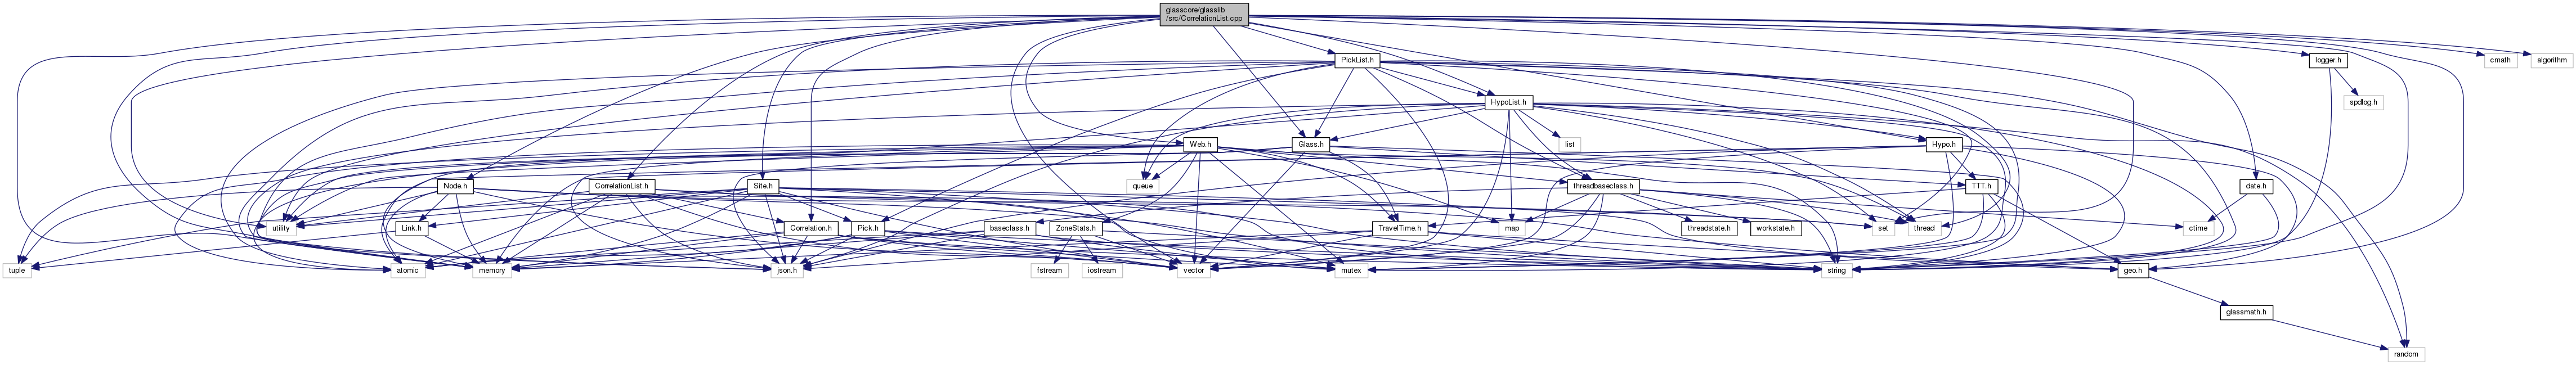 glasscore/glasslib
/src/CorrelationList.cpp
PickList.h
logger.h
cmath
algorithm
HypoList.h
spdlog.h
Web.h
Glass.h
list
Hypo.h
Node.h
CorrelationList.h
Site.h
queue
threadbaseclass.h
TTT.h
date.h
utility
Link.h
Correlation.h
Pick.h
baseclass.h
ZoneStats.h
TravelTime.h
map
threadstate.h
workstate.h
set
thread
ctime
tuple
atomic
memory
json.h
fstream
iostream
vector
mutex
string
geo.h
glassmath.h
random